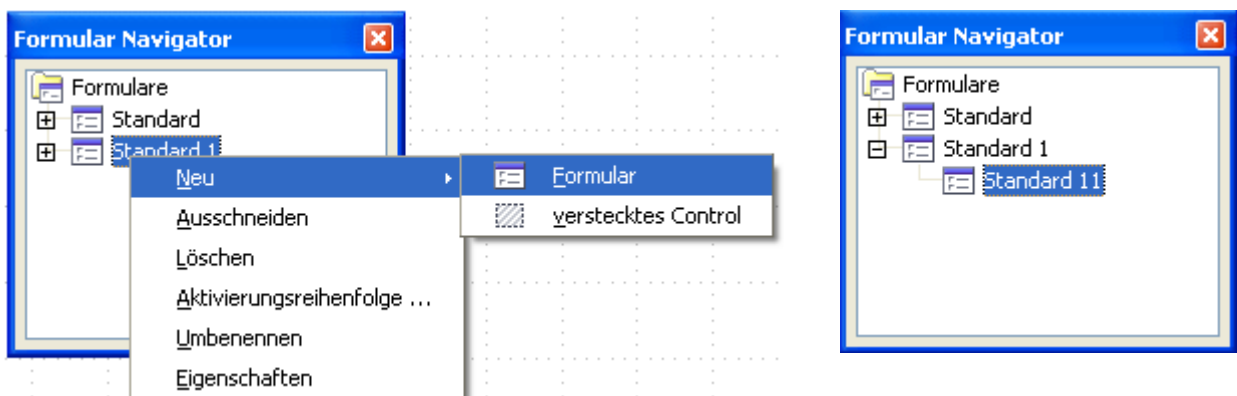 Formular Navigator
Formulare
Standard
Standard 1
Neu
Ausschneiden
Löschen
Aktivierungsreihenfolge ...
Umbenennen
Eigenschaften
Formular
verstecktes Control
Formular Navigator
Formulare
Standard
Standard 1
Standard 11